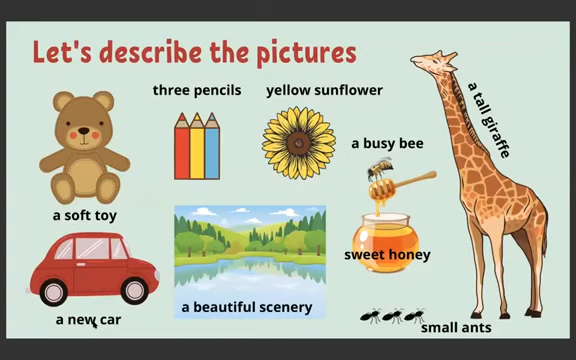 Let's describe the pictures
three pencils
yellow sunflower
a tall giraffe
a busy bee
a soft toy
sweet honey
a beautiful scenery
a new car
small ants